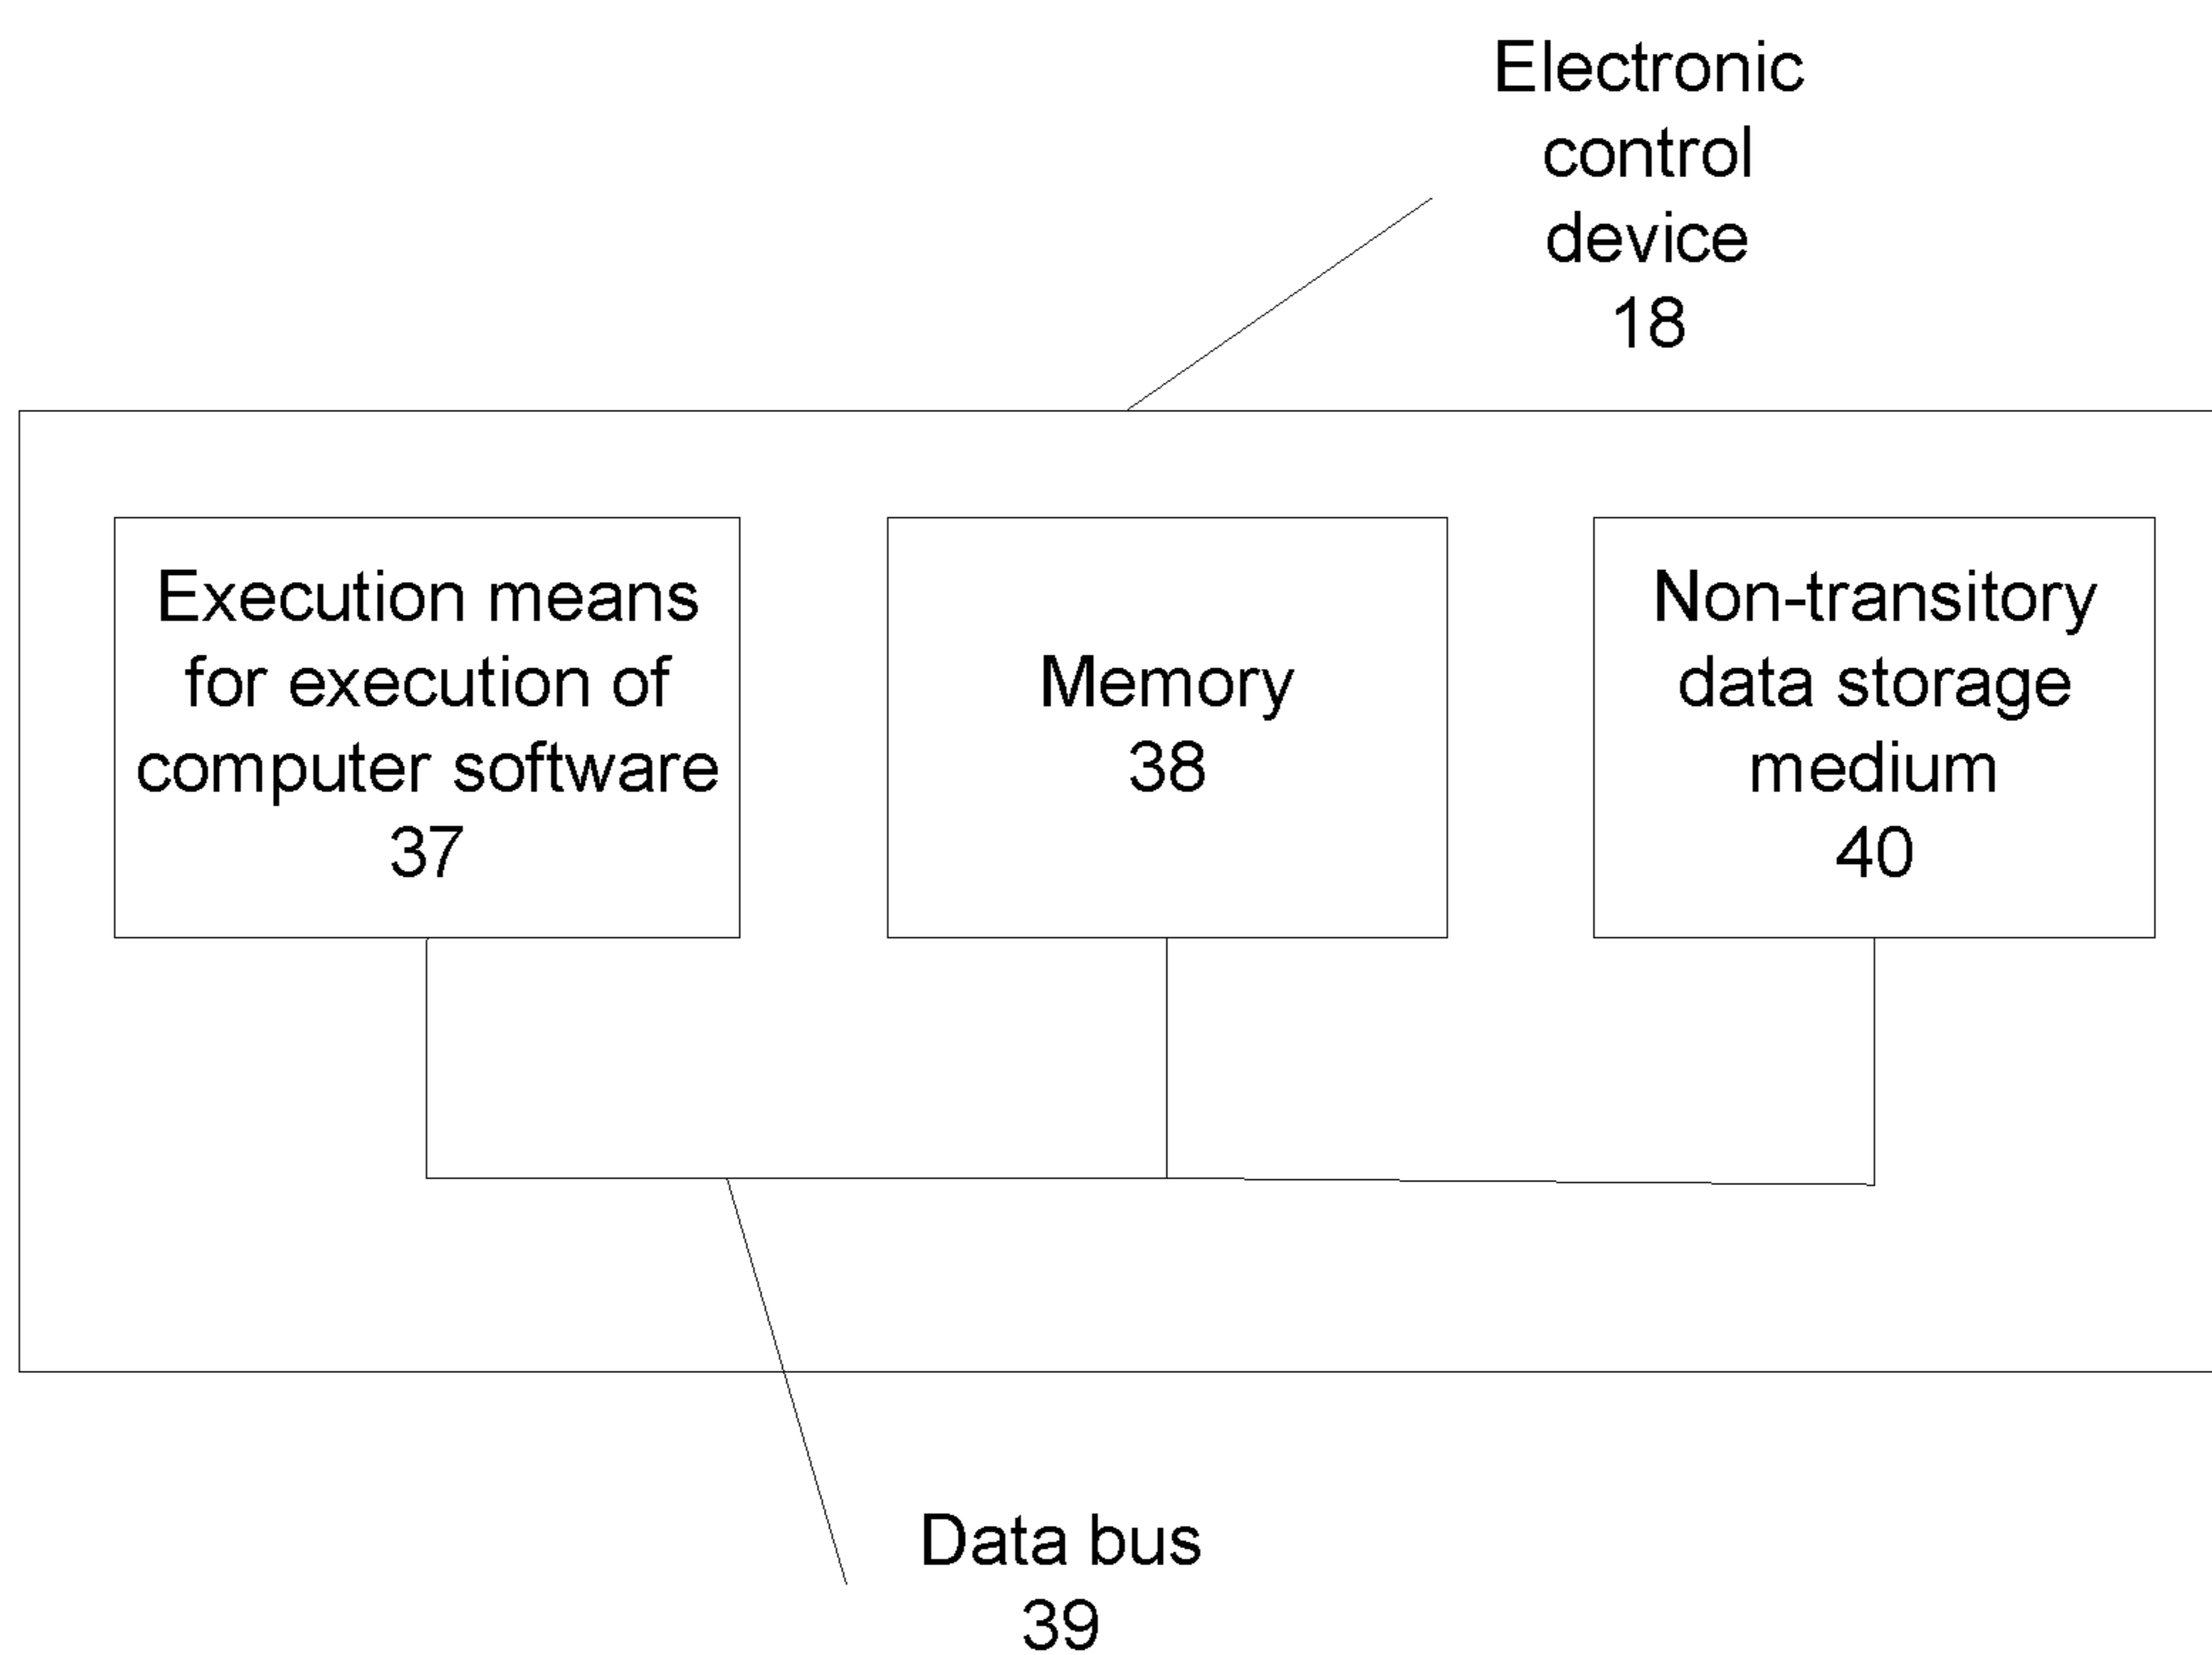 Electronic
control
device
18
Execution means
for execution of
computer software
37
Memory
38
Non-transitory
data storage
medium
40
Data bus
39